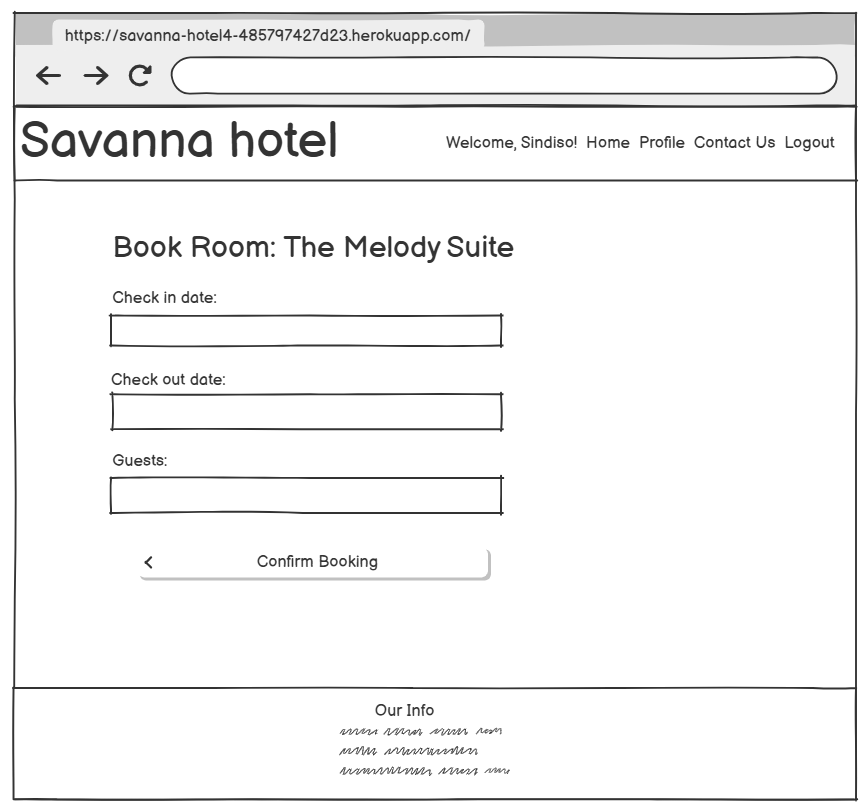 https://savanna-hotel4-485797427d23.herokuapp.com/
Savanna hotel
Welcome, Sindiso! Home Profile Contact Us Logout
Book Room: The Melody Suite
Check in date:
Check out date:
Guests:
Confirm Booking
Our Info